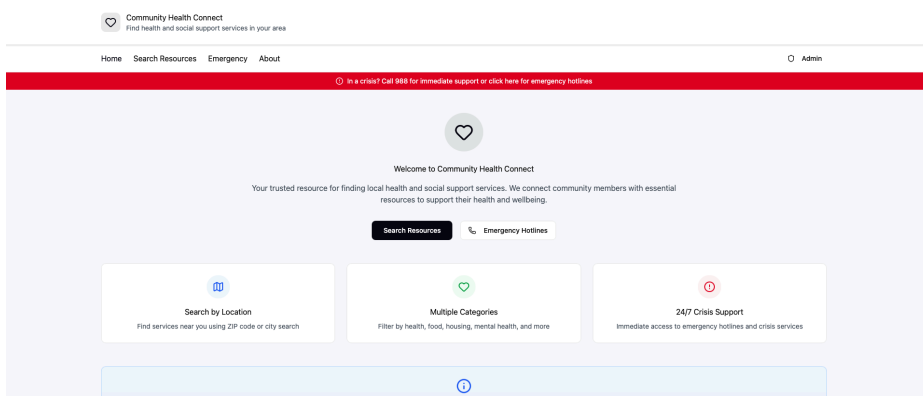 Community Health Connect
Find health and social support services in your area
Home Search Resources Emergency About Admin
In a crisis? Call 988 for immediate support or click here for emergency hotlines
Welcome to Community Health Connect
Your trusted resource for finding local health and social support services. We connect community members with essential
resources to support their health and wellbeing.
Search Resources Emergency Hotlines
Search by Location
Find services near you using ZIP code or city search
Multiple Categories
Filter by health, food, housing, mental health, and more
24/7 Crisis Support
Immediate access to emergency hotlines and crisis services